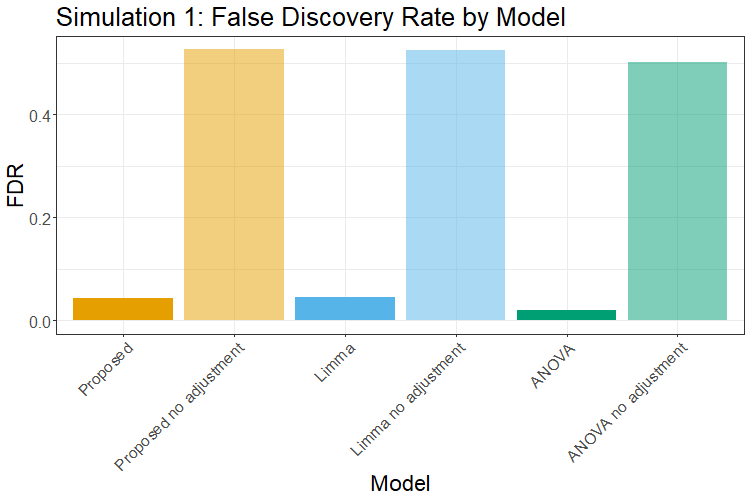 Simulation 1: False Discovery Rate by Model
FDR
0.4
0.2
0.0
Proposed
Proposed no adjustment
Limma
Limma no adjustment
ANOVA
ANOVA no adjustment
Model